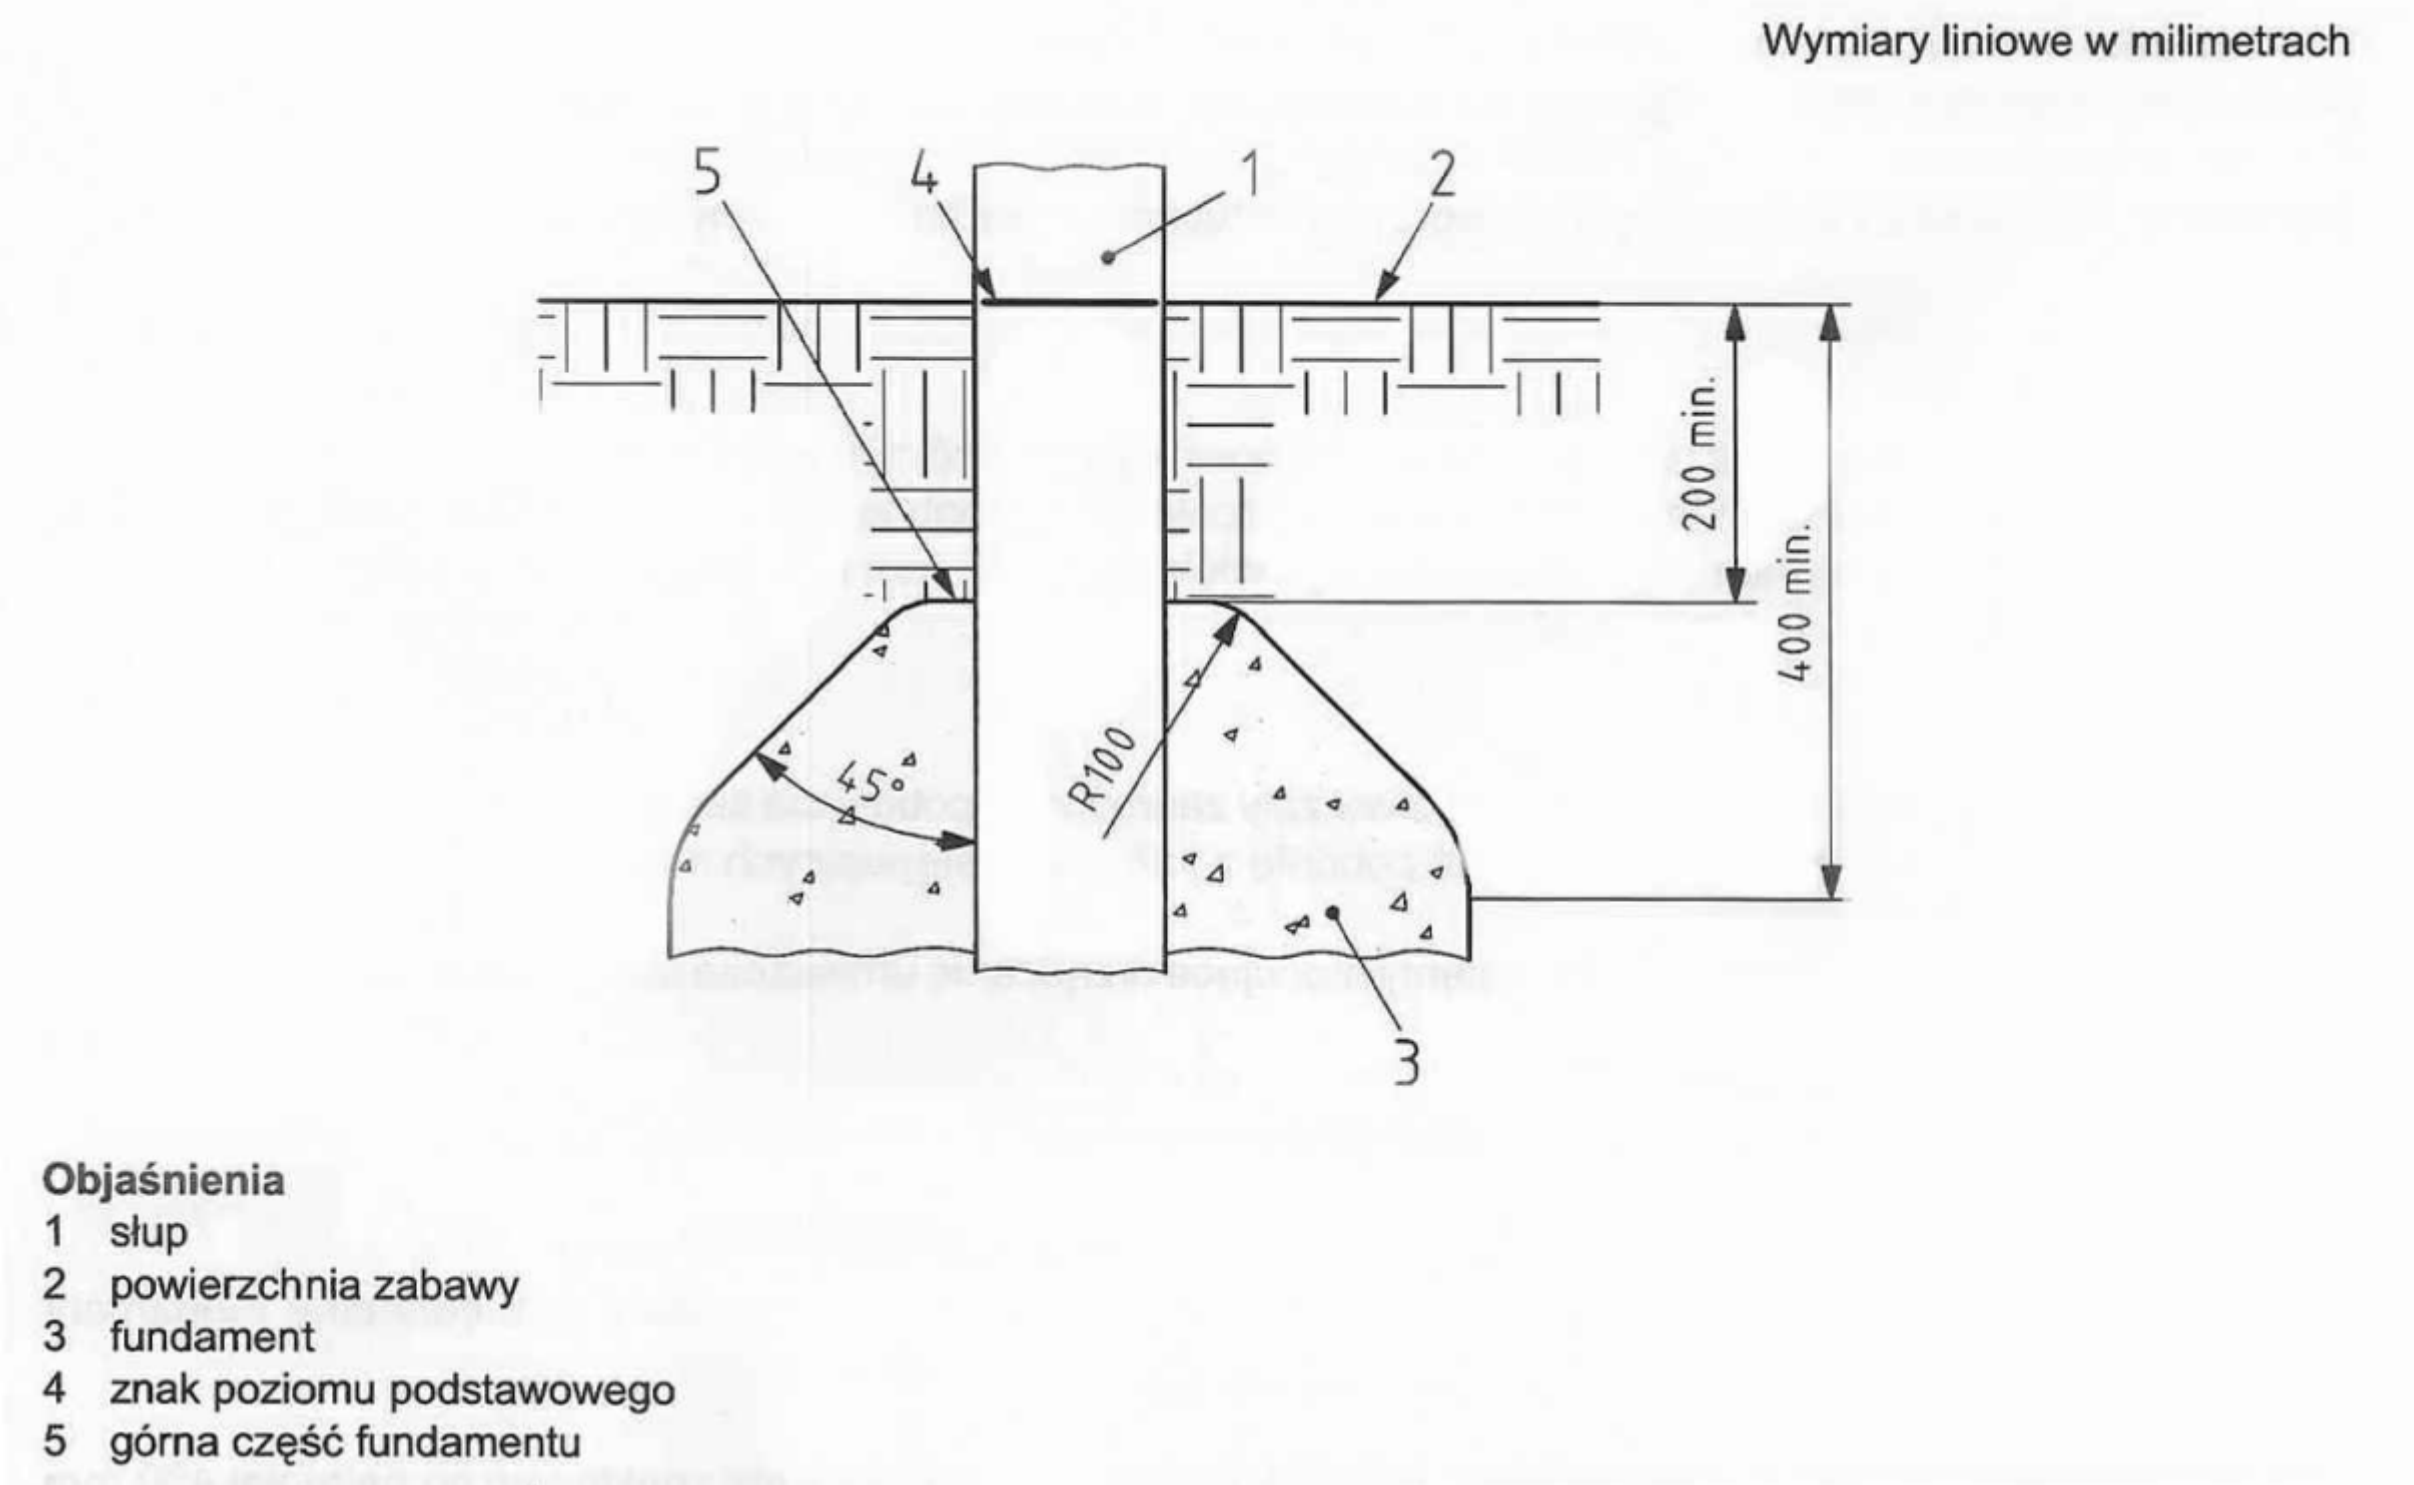 Wymiary liniowe w milimetrach
5 4 1 2
200 min.
400 min.
45°
R100
3
Objaśnienia
1 słup
2 powierzchnia zabawy
3 fundament
4 znak poziomu podstawowego
5 górna część fundamentu